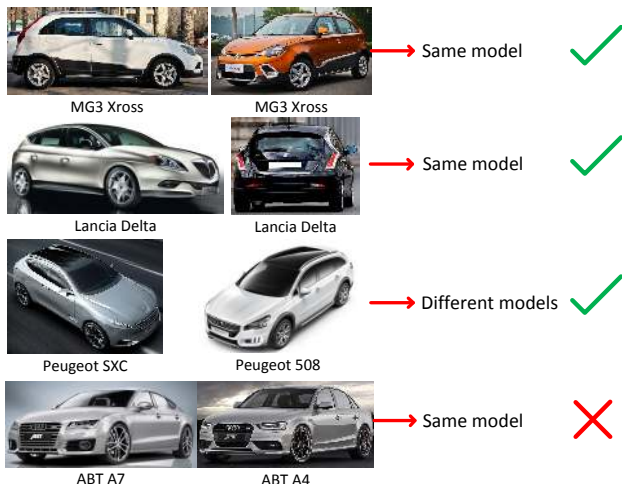 Same model
MG3 Xross MG3 Xross
Same model
Lancia Delta Lancia Delta
Different models
Peugeot SXC Peugeot 508
Same model
ABT A7 ABT A4